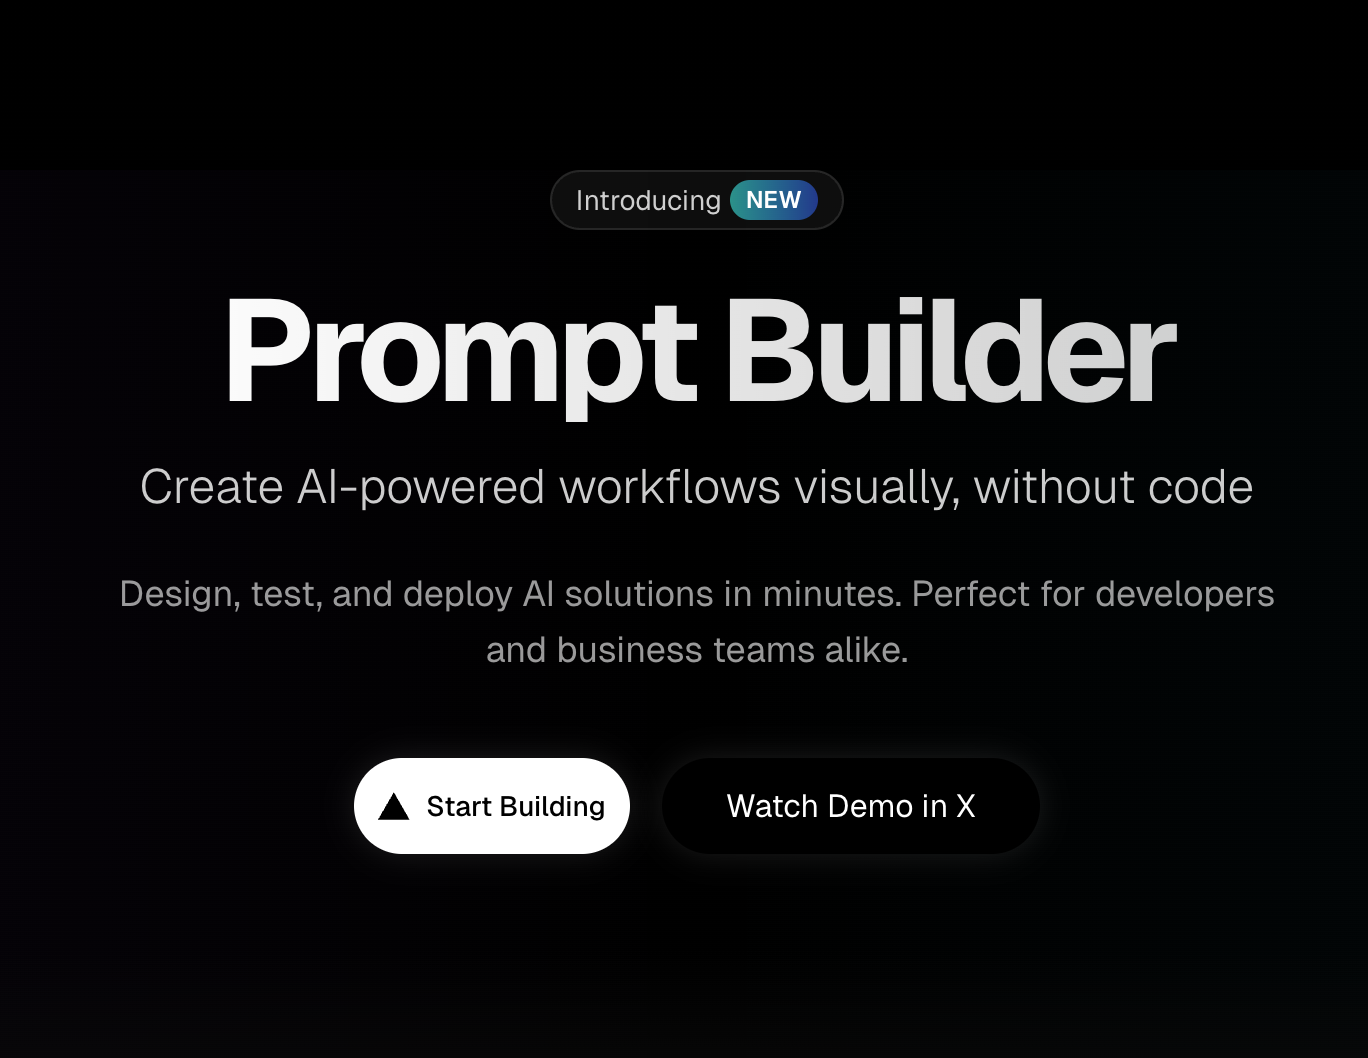 Introducing NEW
Prompt Builder
Create AI-powered workflows visually, without code
Design, test, and deploy AI solutions in minutes. Perfect for developers
and business teams alike.
Start Building
Watch Demo in X